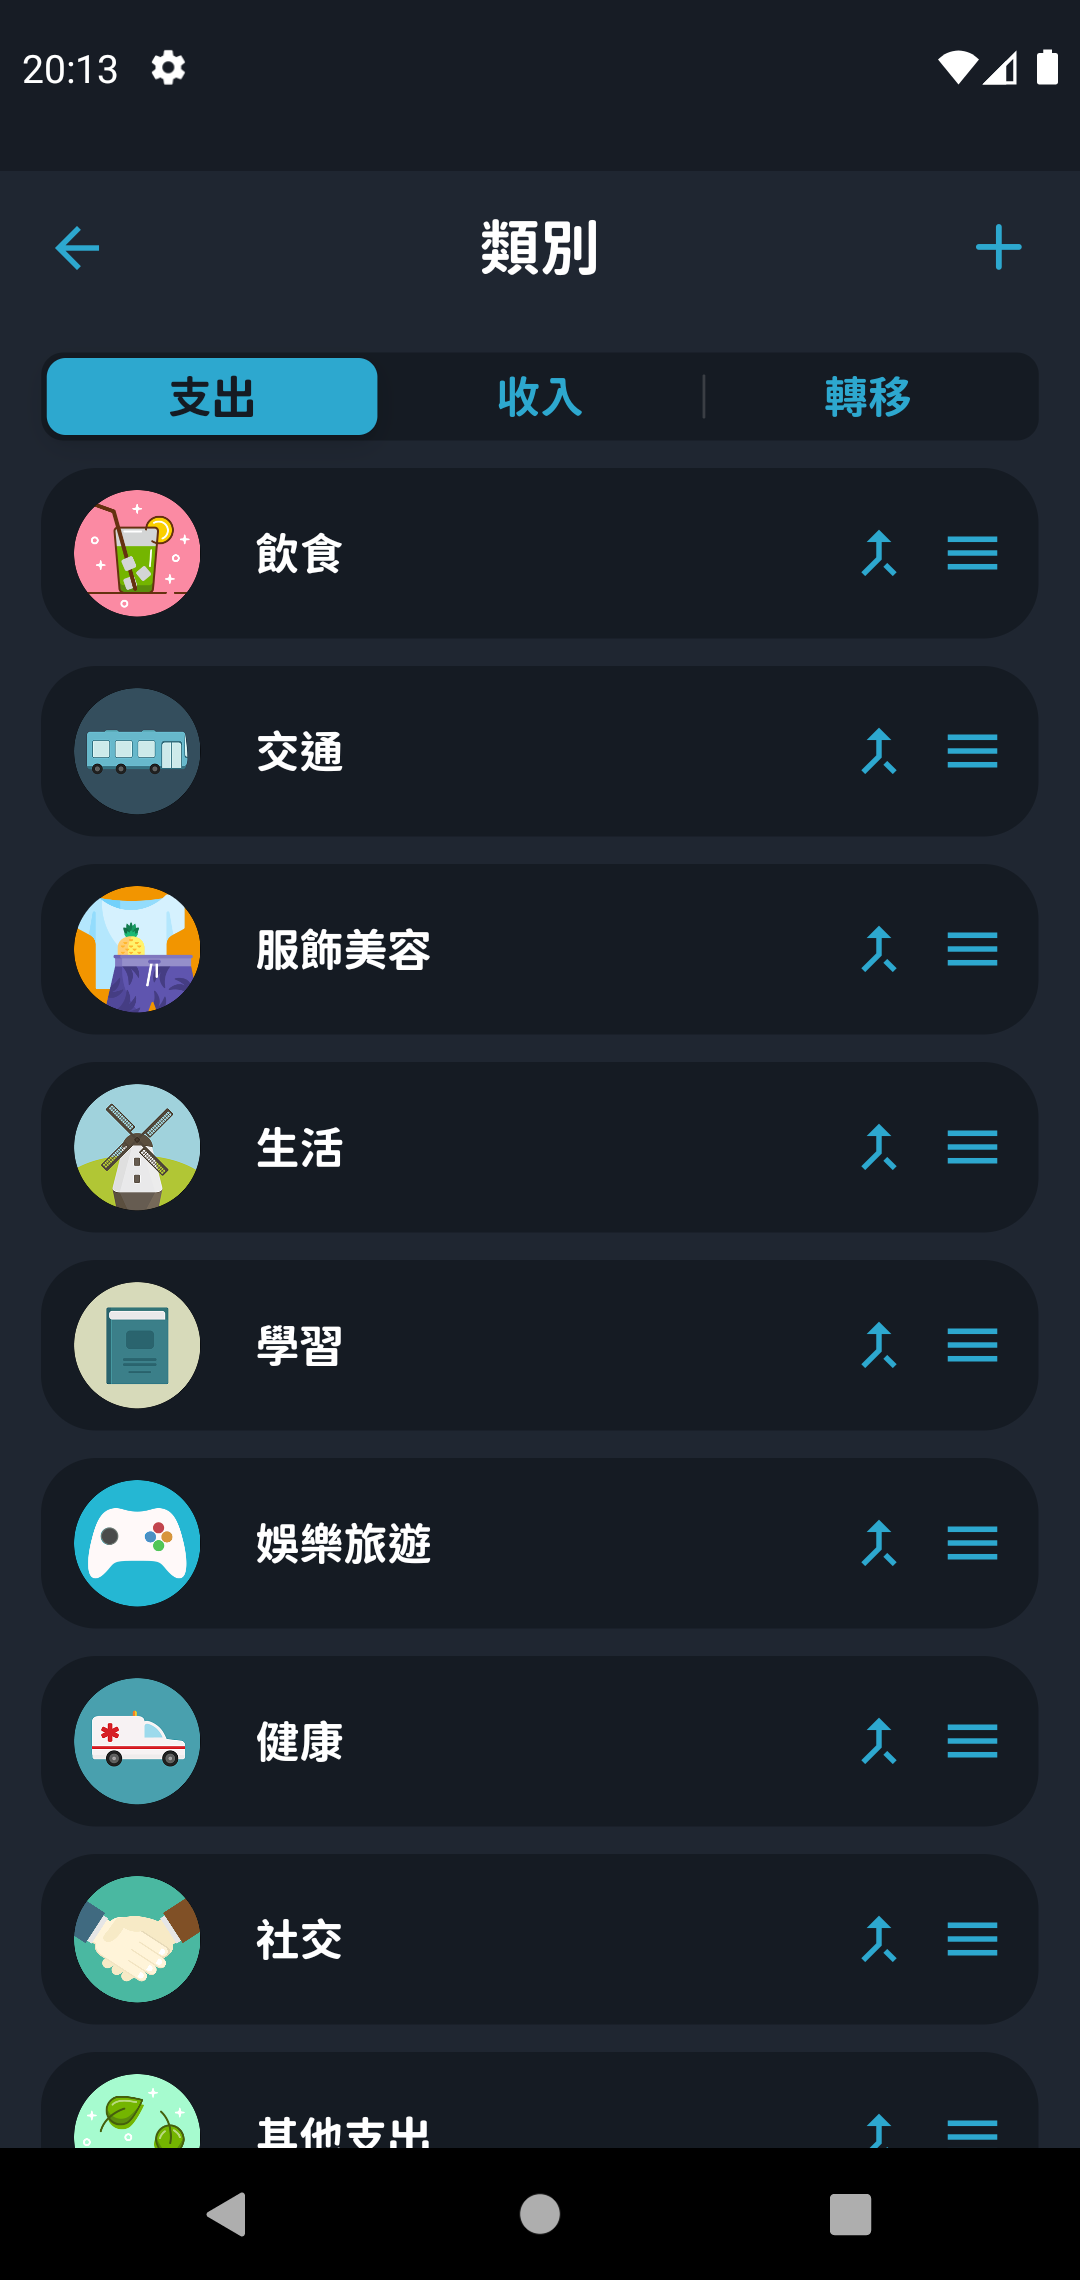 20:13
類別
支出 收入 轉移
飲食
交通
服飾美容
生活
學習
娛樂旅遊
健康
社交
其他支出